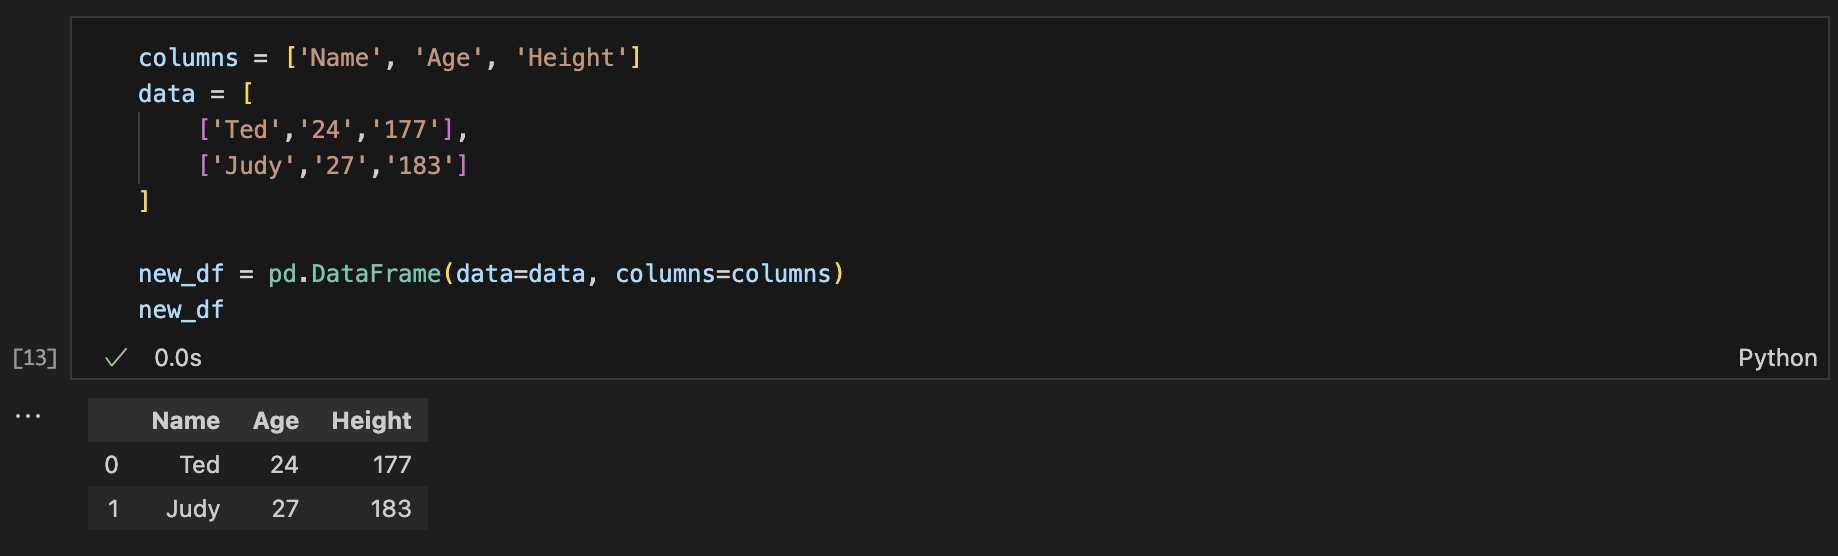 columns = ['Name', 'Age', 'Height']
data = [
    ['Ted','24','177'],
    ['Judy','27','183']
]
new_df = pd.DataFrame(data=data, columns=columns)
new_df
[13] ✓ 0.0s Python
...
Name Age Height
0 Ted 24 177
1 Judy 27 183